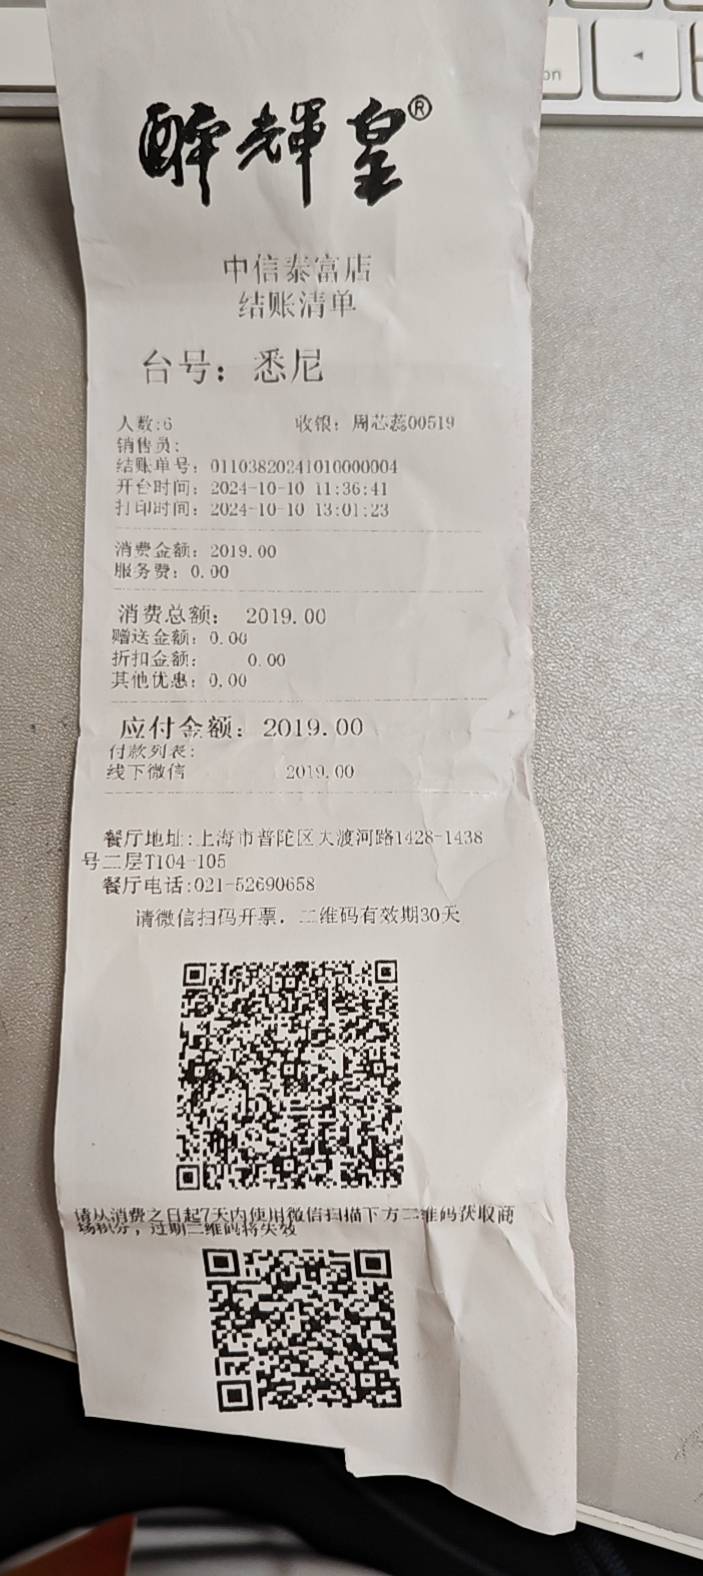 醉輝皇®
中信泰富店
结账清单
台号：悉尼
人数:6 收银：周芯蕊00519
销售员:
结账单号：01103820241010000004
开台时间：2024-10-10 11:36:41
打印时间：2024-10-10 13:01:23
消费金额：2019.00
服务费：0.00
消费总额： 2019.00
赠送金额：0.00
折扣金额： 0.00
其他优惠：0.00
应付金额：2019.00
付款列表:
线下微信 2019.00
餐厅地址:上海市普陀区大渡河路1428-1438
号二层T104-105
餐厅电话:021-52690658
请微信扫码开票，二维码有效期30天
请从消费之日起7天内使用微信扫描下方二维码获取商
场积分，过期二维码将失效